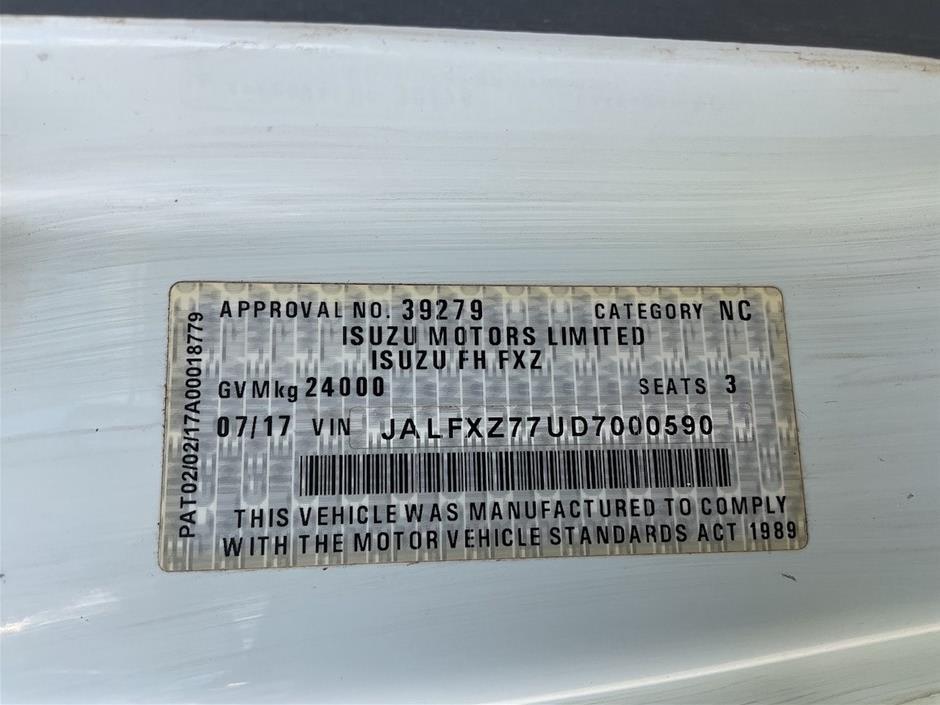 APPROVAL NO. 39279 CATEGORY NC
ISUZU MOTORS LIMITED
ISUZU FH FXZ
GVMkg 24000 SEATS 3
07/17 VIN JALFXZ77UD7000590
THIS VEHICLE WAS MANUFACTURED TO COMPLY
WITH THE MOTOR VEHICLE STANDARDS ACT 1989
PAT02/02/17A00018779